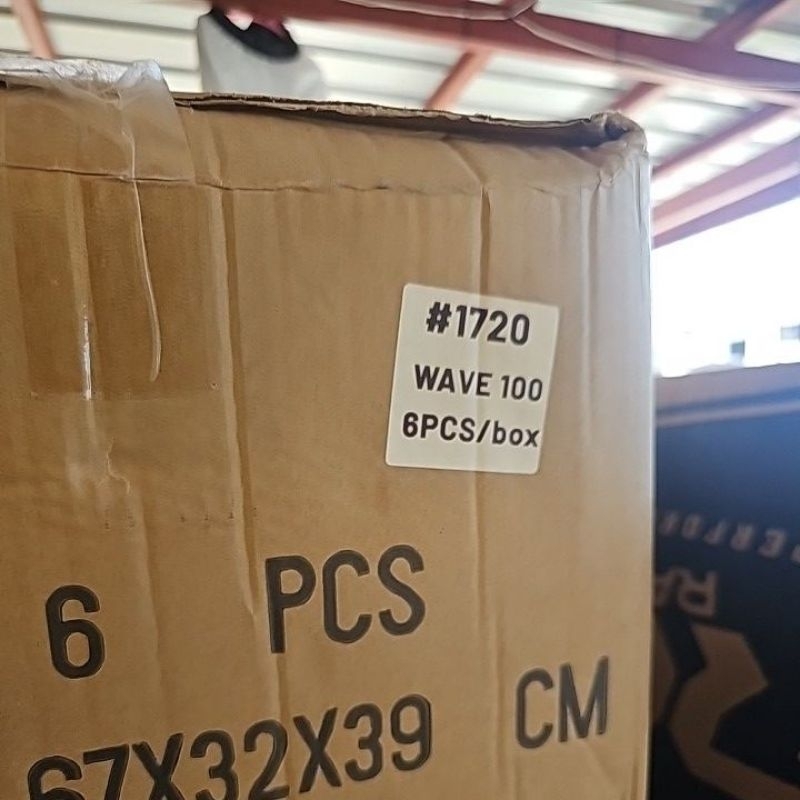 #1720
WAVE 100
6PCS/box
6 PCS
67X32X39 CM